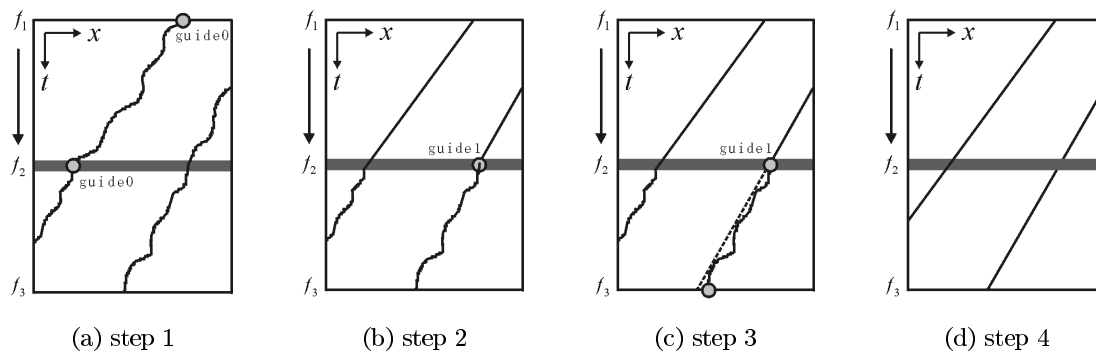 f1 x guide0 t f2 guide0 f3
f1 x t guide1 f2 f3
f1 x t guide1 f2 f3
f1 x t f2 f3
(a) step 1 (b) step 2 (c) step 3 (d) step 4